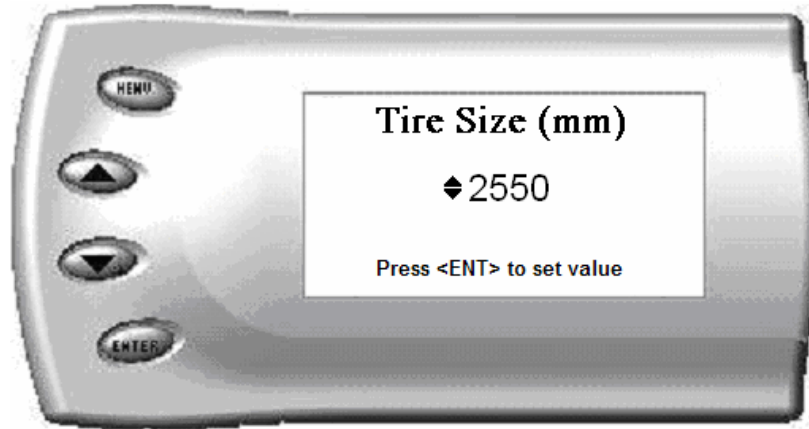 MENU
Tire Size (mm)
2550
Press <ENT> to set value
ENTER